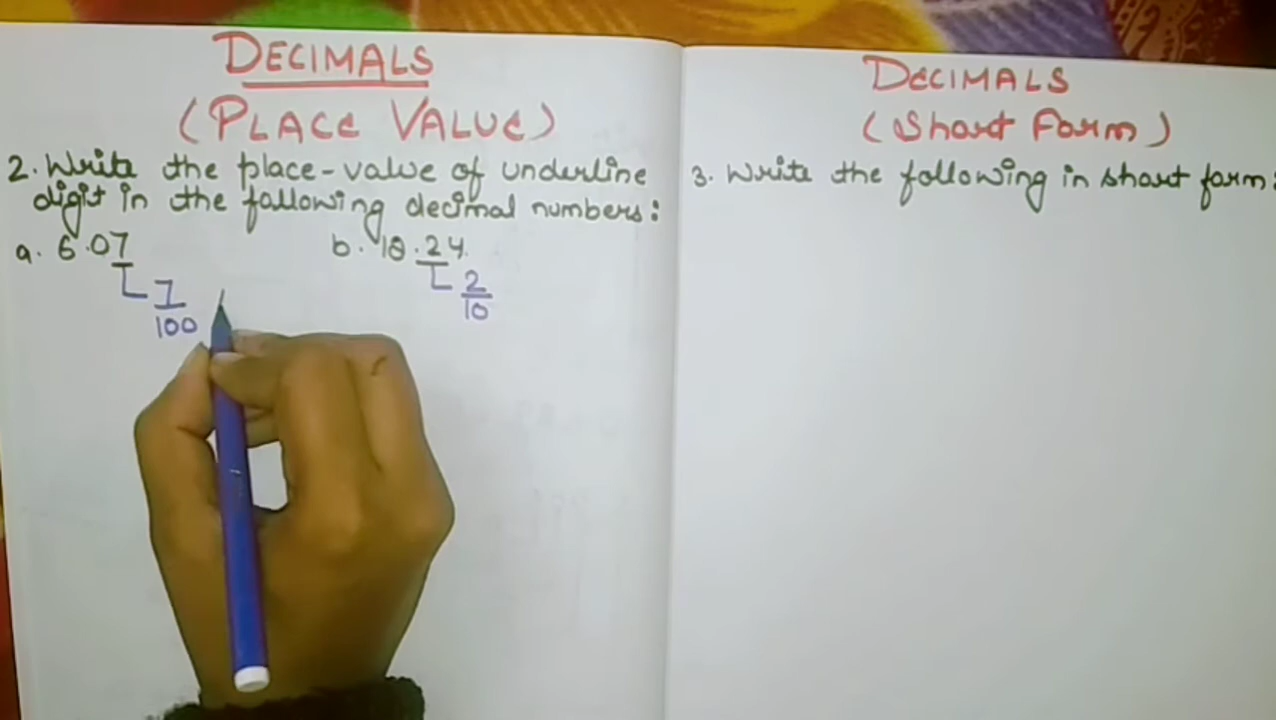 DECIMALS
(PLACE VALUE)
2. Write the place-value of underline
digit in the following decimal numbers:
a. 6.07
b. 18.24.
7
100
2
10
DECIMALS
(Short Form)
3. Write the following in short form: